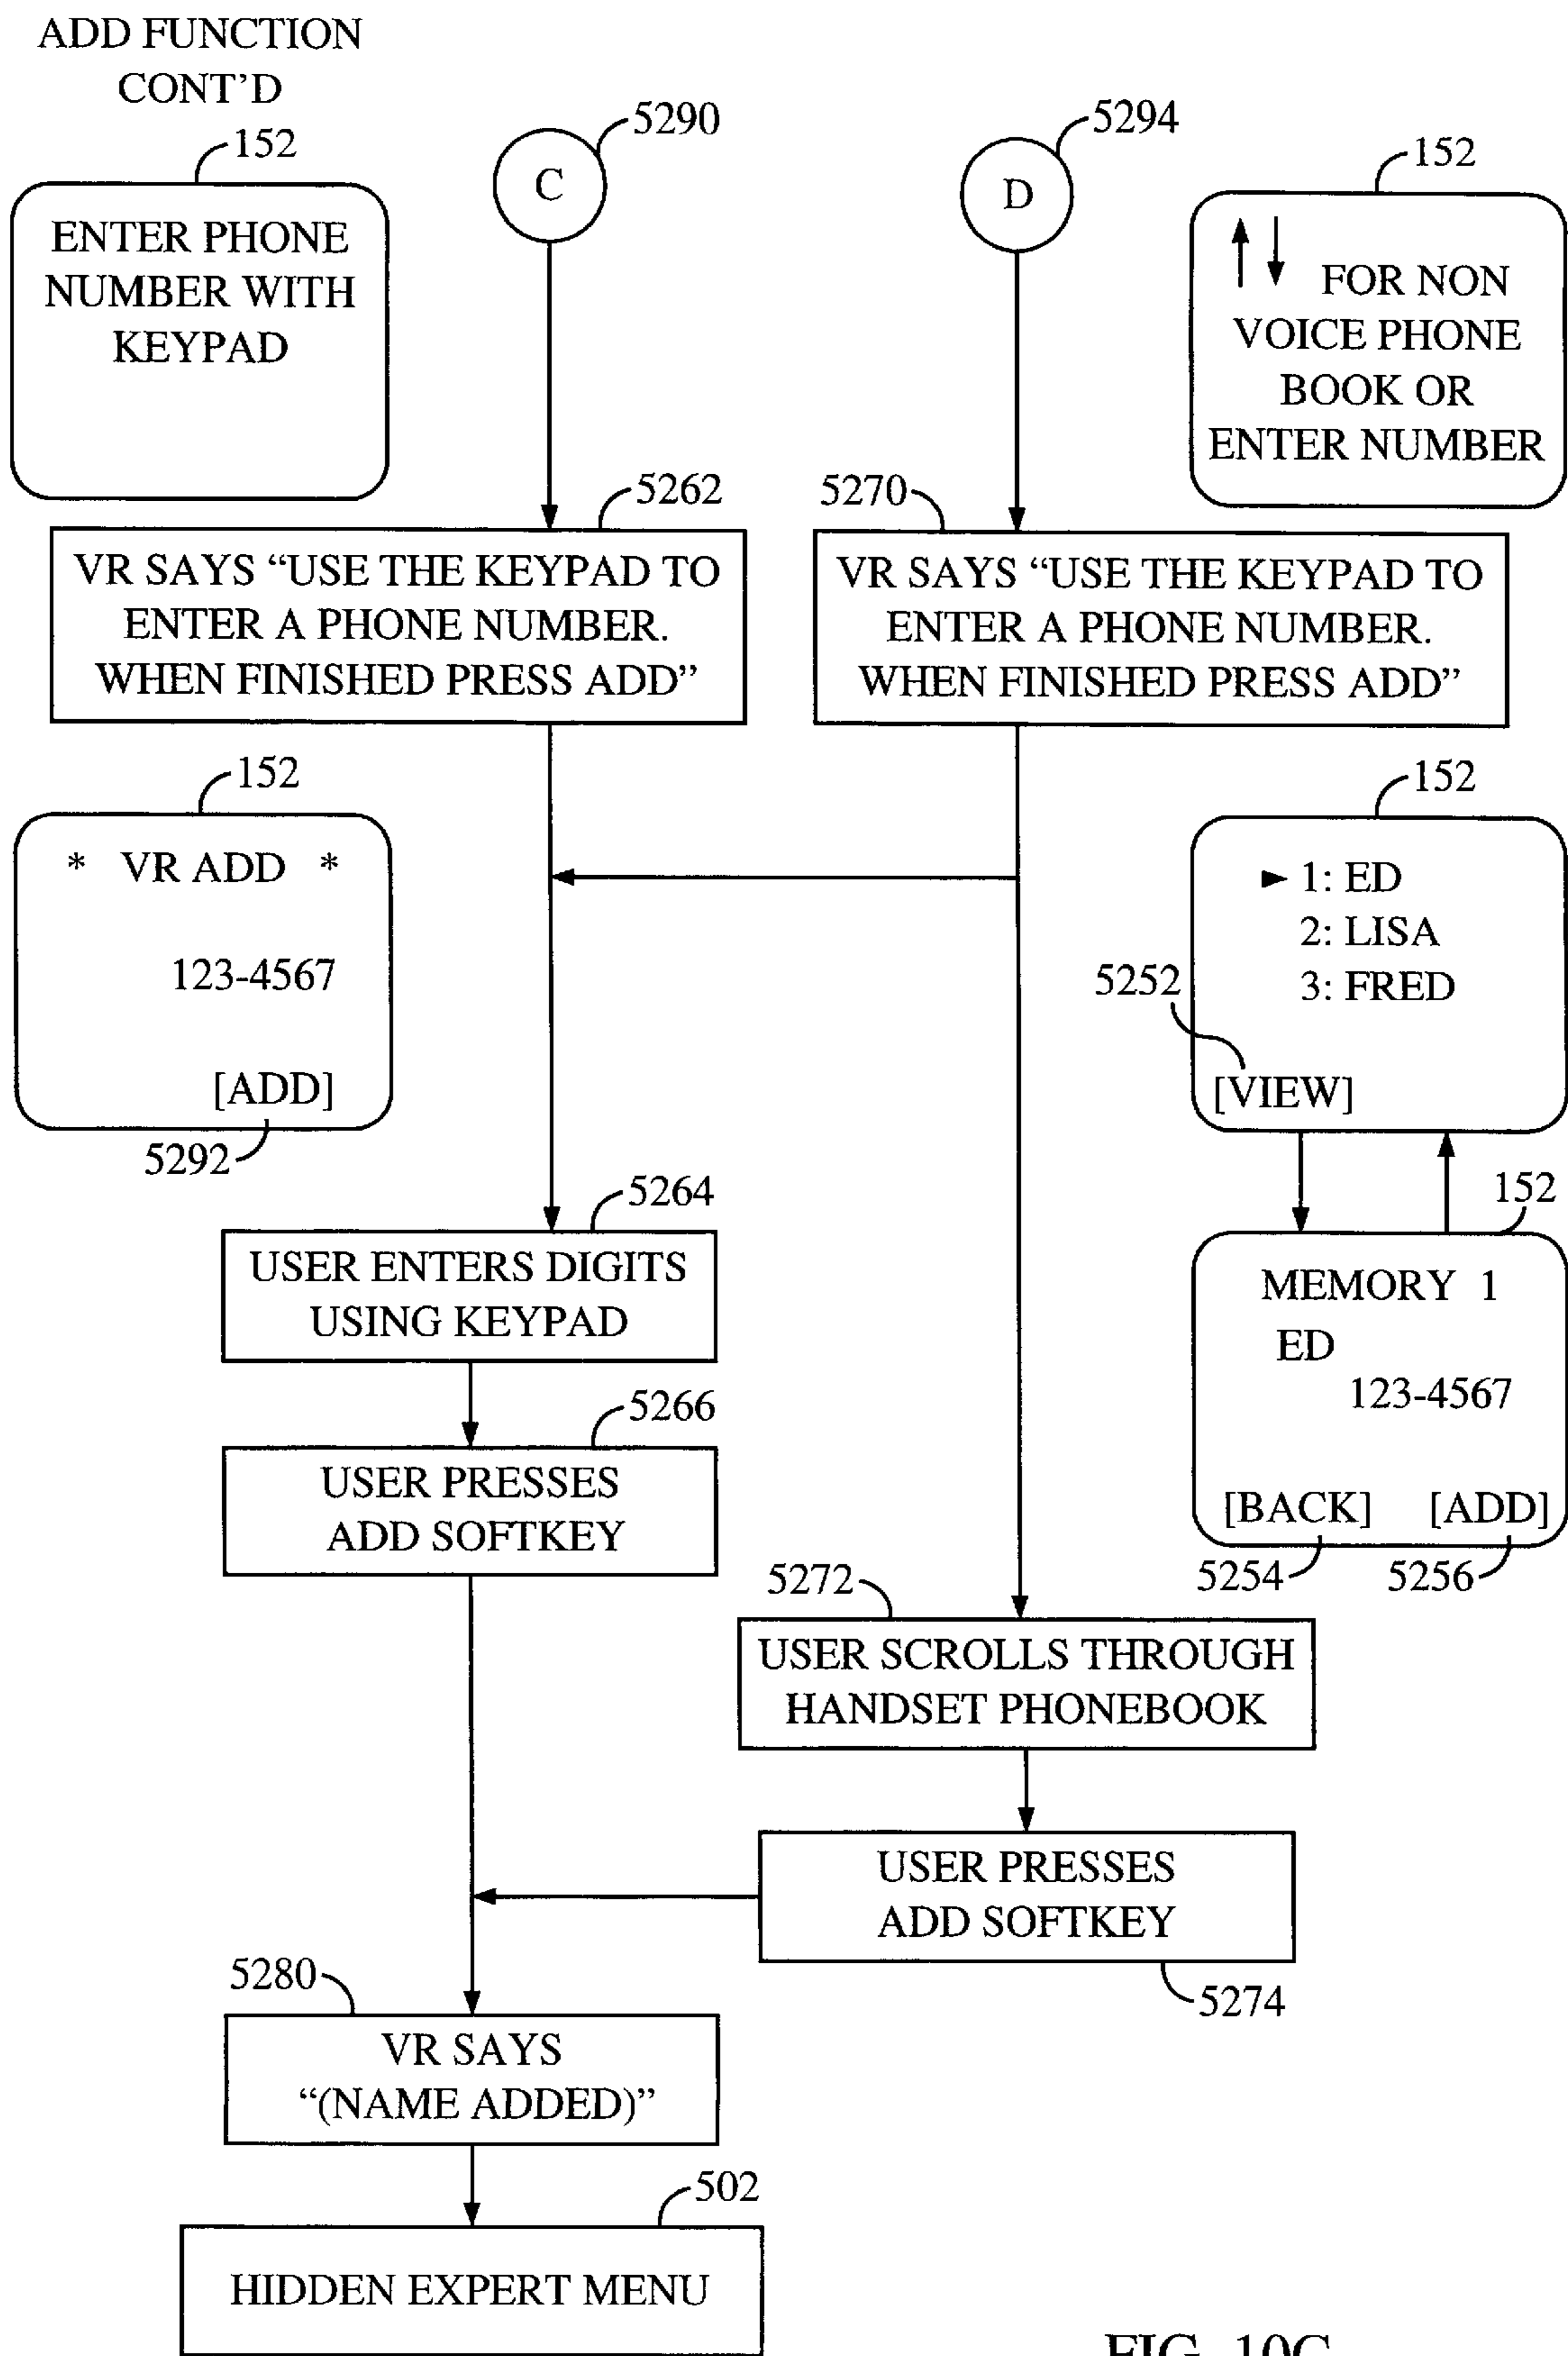 ADD FUNCTION
CONT'D
152
ENTER PHONE
NUMBER WITH
KEYPAD
5290
C
5294
D
152
FOR NON
VOICE PHONE
BOOK OR
ENTER NUMBER
5262
VR SAYS “USE THE KEYPAD TO
ENTER A PHONE NUMBER.
WHEN FINISHED PRESS ADD”
5270
VR SAYS “USE THE KEYPAD TO
ENTER A PHONE NUMBER.
WHEN FINISHED PRESS ADD”
152
* VR ADD *
123-4567
[ADD]
5292
152
1: ED
2: LISA
3: FRED
5252
[VIEW]
5264
USER ENTERS DIGITS
USING KEYPAD
152
MEMORY 1
ED
123-4567
[BACK] [ADD]
5254 5256
5266
USER PRESSES
ADD SOFTKEY
5272
USER SCROLLS THROUGH
HANDSET PHONEBOOK
USER PRESSES
ADD SOFTKEY
5274
5280
VR SAYS
“(NAME ADDED)”
502
HIDDEN EXPERT MENU
FIG. 10C